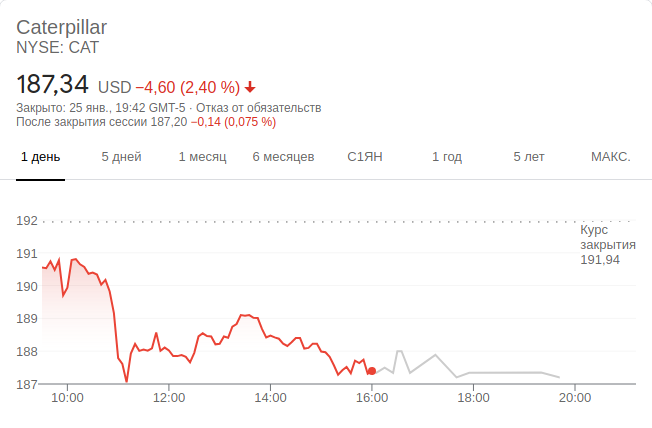 Caterpillar
NYSE: CAT
187,34 USD −4,60 (2,40 %)
Закрыто: 25 янв., 19:42 GMT-5 · Отказ от обязательств
После закрытия сессии 187,20 −0,14 (0,075 %)
1 день 5 дней 1 месяц 6 месяцев С1ЯН 1 год 5 лет МАКС.
192
Курс
закрытия
191,94
191
190
189
188
187
10:00 12:00 14:00 16:00 18:00 20:00